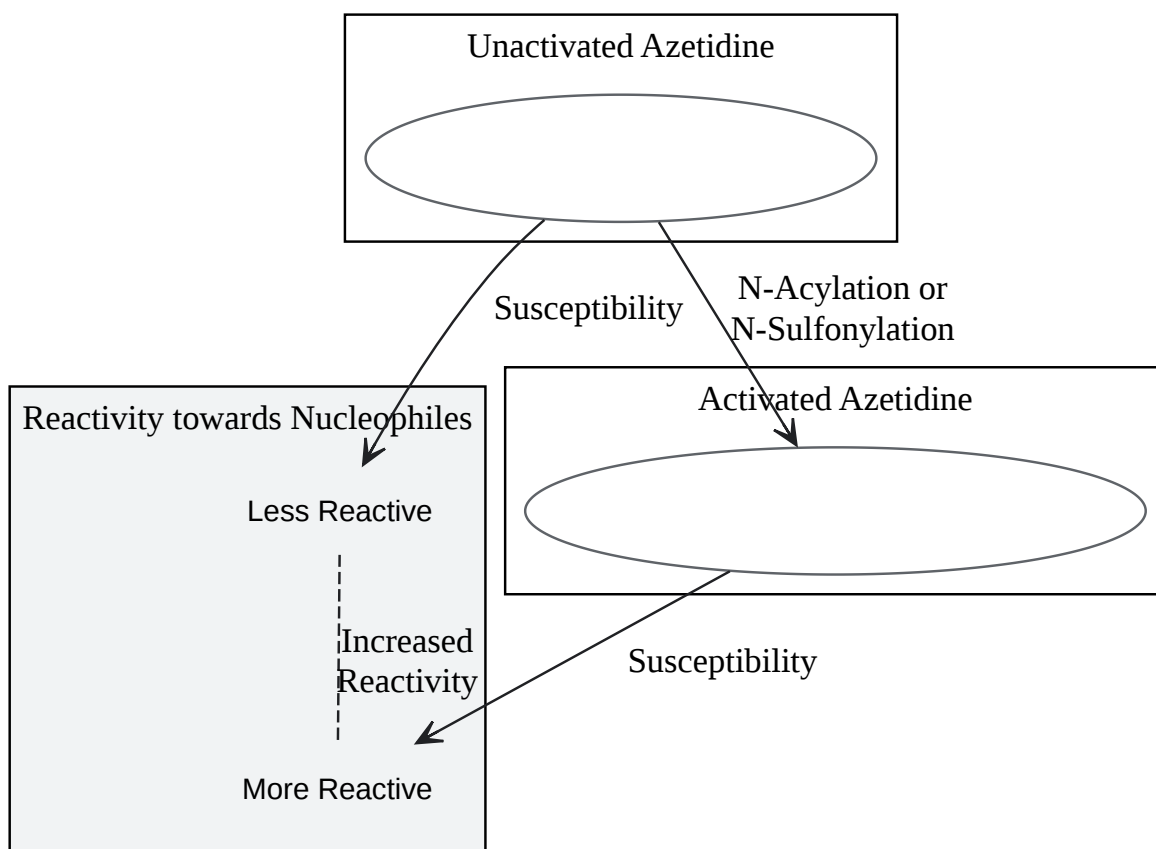 Unactivated Azetidine
Susceptibility
N-Acylation or
N-Sulfonylation
Reactivity towards Nucleophiles
Activated Azetidine
Less Reactive
Increased
Reactivity
Susceptibility
More Reactive